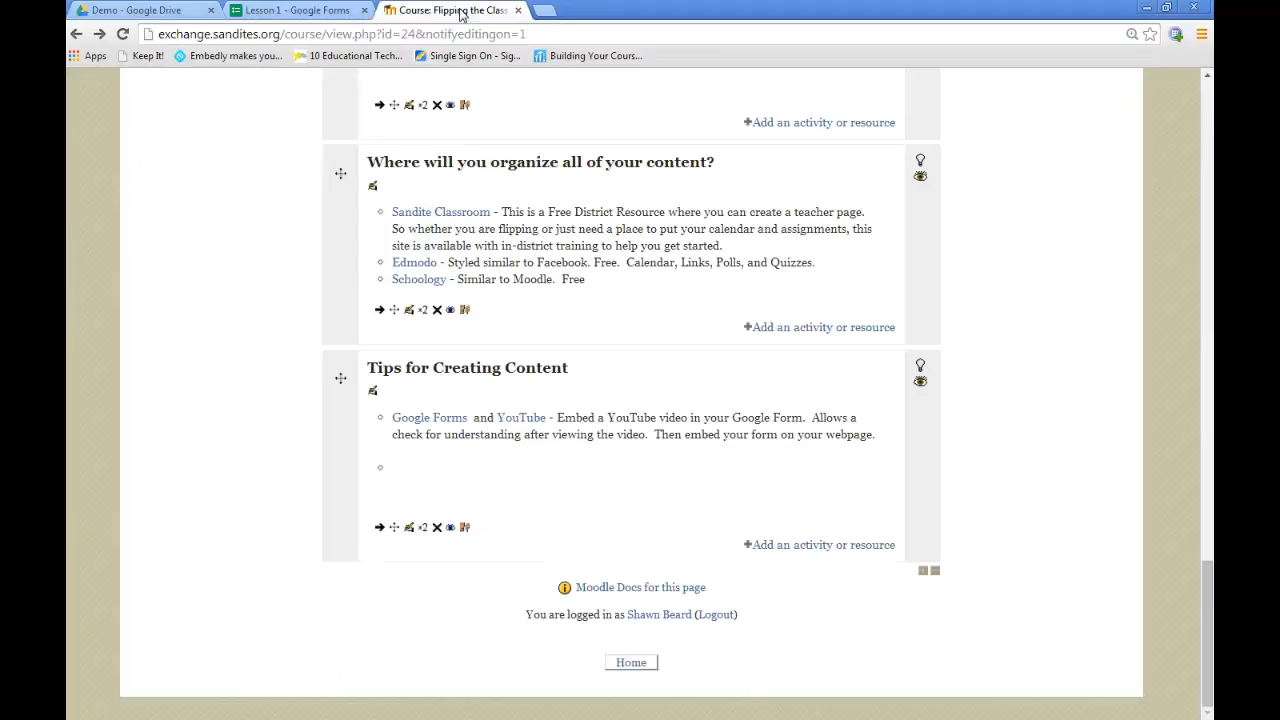 Demo - Google Drive
Lesson 1 - Google Forms
Course: Flipping the Clas
exchange.sandites.org/course/view.php?id=24&notifyeditingon=1
Apps
Keep It!
Embedly makes you...
10 Educational Tech...
Single Sign On - Sig...
Building Your Cours...
×2
Add an activity or resource
Where will you organize all of your content?
Sandite Classroom - This is a Free District Resource where you can create a teacher page.
So whether you are flipping or just need a place to put your calendar and assignments, this
site is available with in-district training to help you get started.
Edmodo - Styled similar to Facebook. Free. Calendar, Links, Polls, and Quizzes.
Schoology - Similar to Moodle. Free
×2
Add an activity or resource
Tips for Creating Content
Google Forms and YouTube - Embed a YouTube video in your Google Form. Allows a
check for understanding after viewing the video. Then embed your form on your webpage.
×2
Add an activity or resource
Moodle Docs for this page
You are logged in as Shawn Beard (Logout)
Home